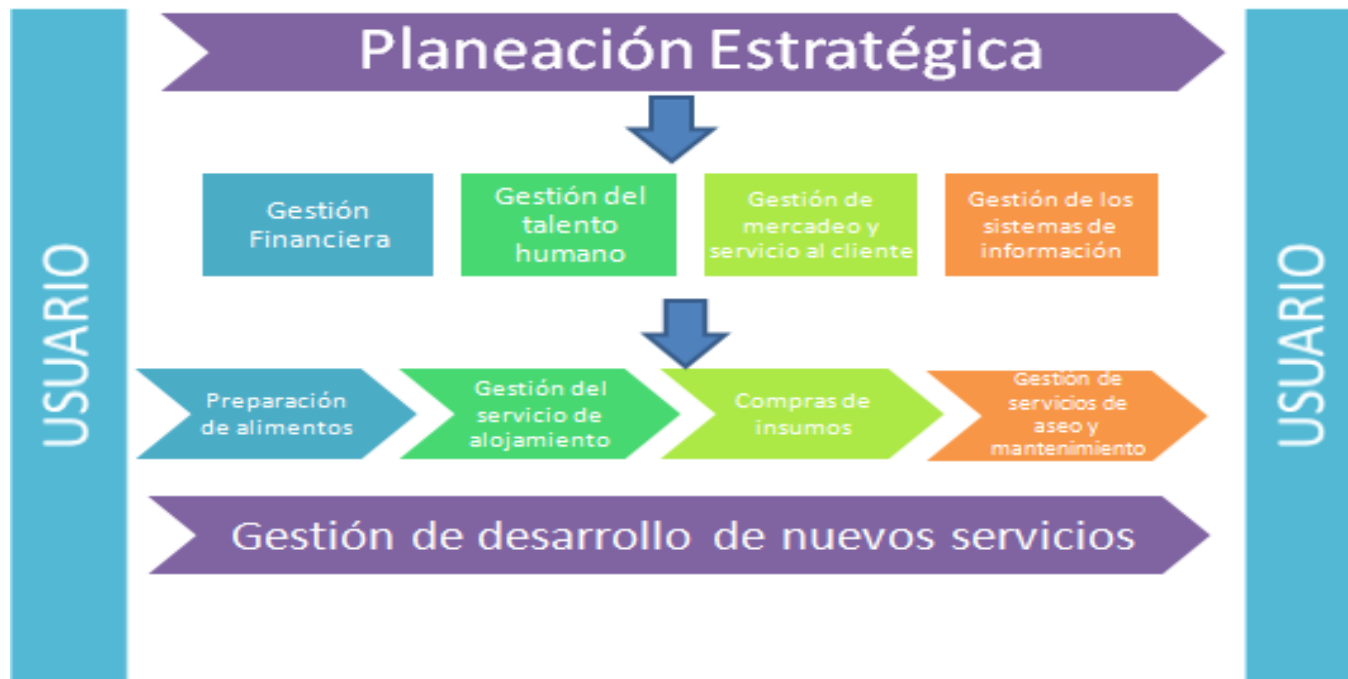 USUARIO
Planeación Estratégica
Gestión
Financiera
Gestión del
talento
humano
Gestión de
mercadeo y
servicio al cliente
Gestión de los
sistemas de
información
Preparación
de alimentos
Gestión del
servicio de
alojamiento
Compras de
insumos
Gestión de
servicios de
aseo y
mantenimiento
Gestión de desarrollo de nuevos servicios
USUARIO